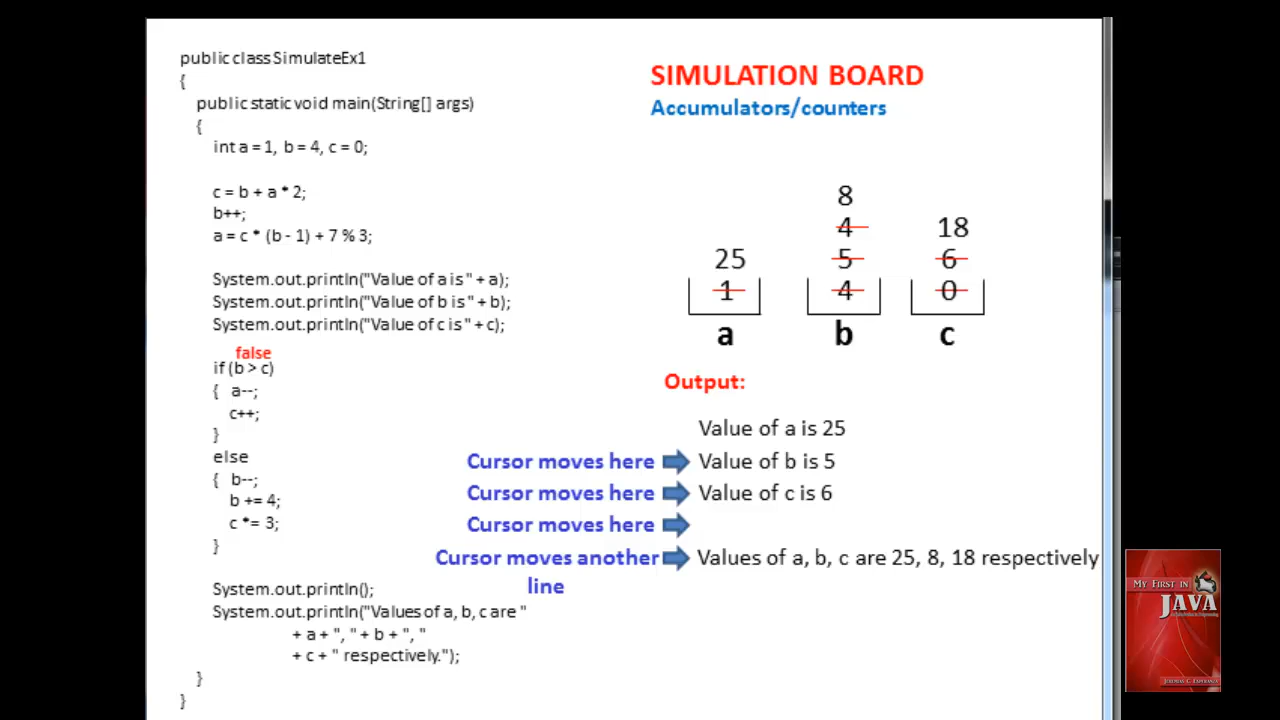 public class SimulateEx1
{
public static void main(String[] args)
{
int a = 1, b = 4, c = 0;
c = b + a * 2;
b++;
a = c * (b - 1) + 7 % 3;
System.out.println("Value of a is" + a);
System.out.println("Value of b is" + b);
System.out.println("Value of c is" + c);
false
if (b > c)
{ a--;
c++;
}
else
{ b--;
b += 4;
c *= 3;
}
System.out.println();
System.out.println("Values of a, b, c are "
+ a + ", " + b + ", "
+ c + " respectively.");
}
}
SIMULATION BOARD
Accumulators/counters
8
4 18
25 5 6
1 4 0
a b c
Output:
Value of a is 25
Cursor moves here Value of b is 5
Cursor moves here Value of c is 6
Cursor moves here
Cursor moves another Values of a, b, c are 25, 8, 18 respectively
line
MY FIRST IN
JAVA